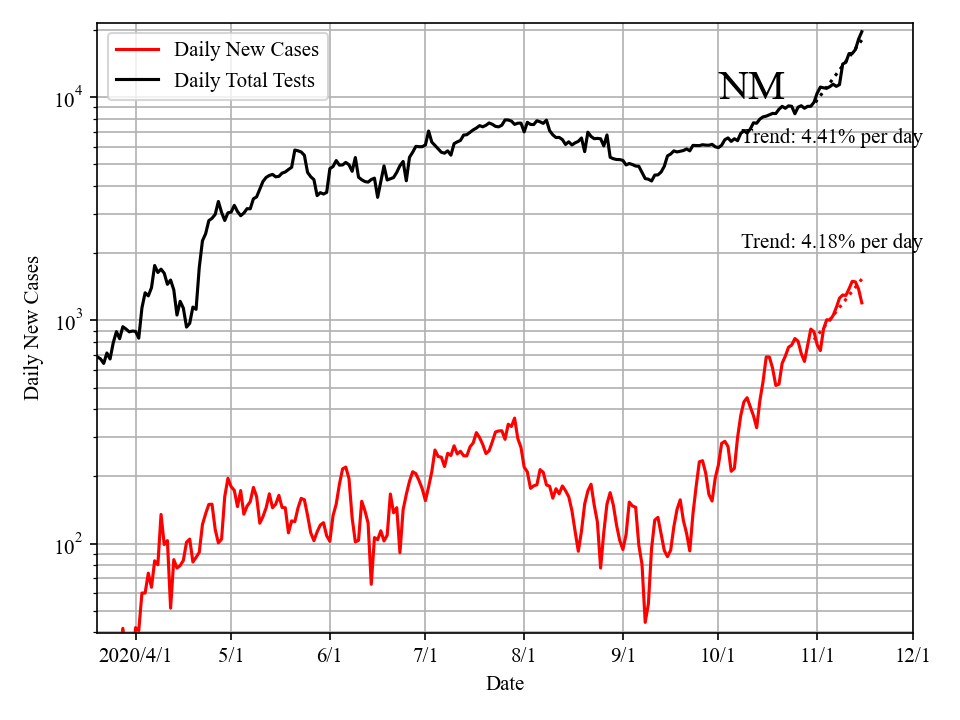 Daily New Cases
Daily Total Tests
NM
Trend: 4.41% per day
Trend: 4.18% per day
10^4
10^3
10^2
Daily New Cases
2020/4/1 5/1 6/1 7/1 8/1 9/1 10/1 11/1 12/1
Date